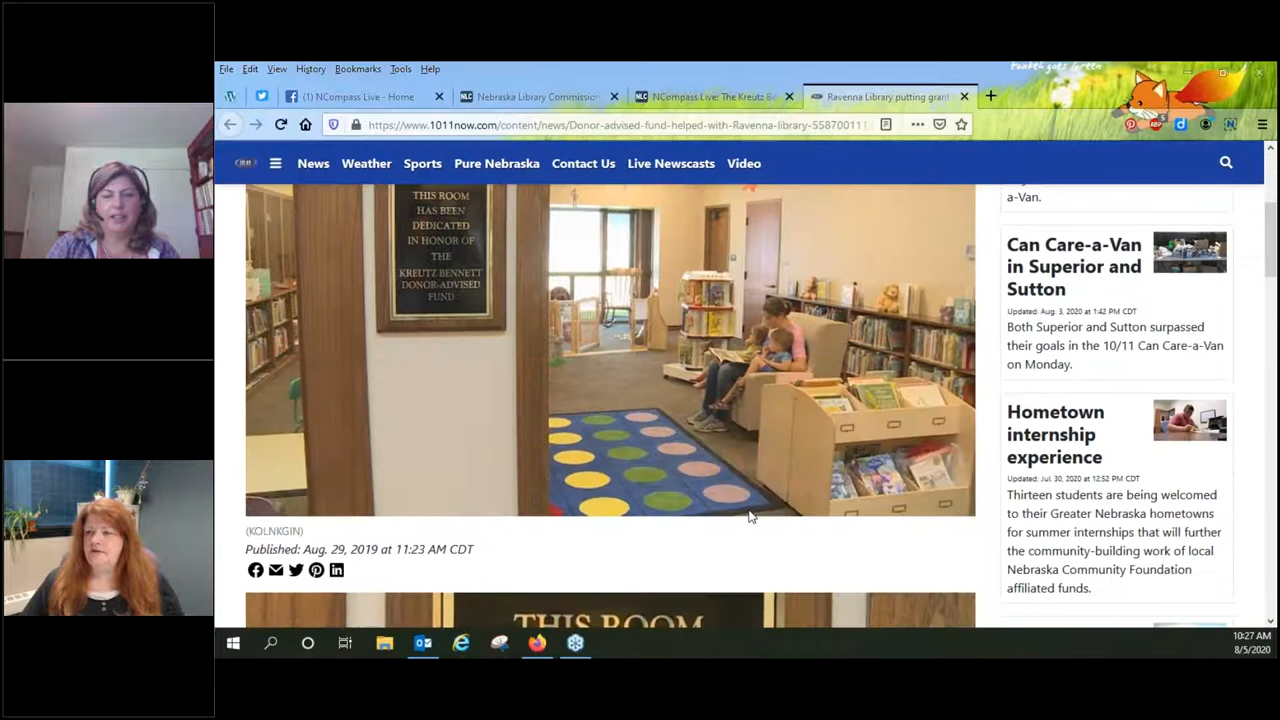 File Edit View History Bookmarks Tools Help
(1) NCompass Live - Home
Nebraska Library Commission
NCompass Live: The Kreutz Be
Ravenna Library putting grant
https://www.1011now.com/content/news/Donor-advised-fund-helped-with-Ravenna-library-55870011
News Weather Sports Pure Nebraska Contact Us Live Newscasts Video
THIS ROOM
HAS BEEN
DEDICATED
IN HONOR OF
THE
KREUTZ BENNETT
DONOR-ADVISED
FUND
(KOLNKGIN)
Published: Aug. 29, 2019 at 11:23 AM CDT
THIS ROOM
a-Van.
Can Care-a-Van
in Superior and
Sutton
Updated: Aug. 3, 2020 at 1:42 PM CDT
Both Superior and Sutton surpassed
their goals in the 10/11 Can Care-a-Van
on Monday.
Hometown
internship
experience
Updated: Jul. 30, 2020 at 12:52 PM CDT
Thirteen students are being welcomed
to their Greater Nebraska hometowns
for summer internships that will further
the community-building work of local
Nebraska Community Foundation
affiliated funds.
10:27 AM
8/5/2020